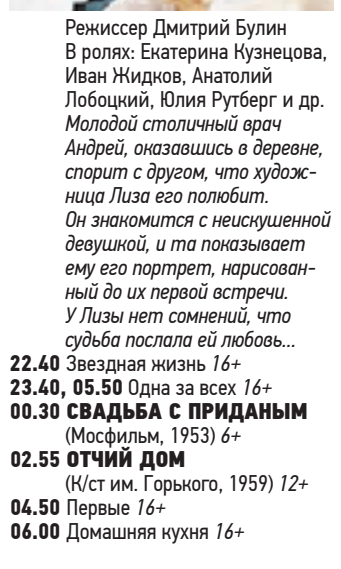 Режиссер Дмитрий Булин
В ролях: Екатерина Кузнецова,
Иван Жидков, Анатолий
Лобоцкий, Юлия Рутберг и др.
Молодой столичный врач
Андрей, оказавшись в деревне,
спорит с другом, что худож-
ница Лиза его полюбит.
Он знакомится с неискушенной
девушкой, и та показывает
ему его портрет, нарисован-
ный до их первой встречи.
У Лизы нет сомнений, что
судьба послала ей любовь...
22.40 Звездная жизнь 16+
23.40, 05.50 Одна за всех 16+
00.30 СВАДЬБА С ПРИДАНЫМ
(Мосфильм, 1953) 6+
02.55 ОТЧИЙ ДОМ
(К/ст им. Горького, 1959) 12+
04.50 Первые 16+
06.00 Домашняя кухня 16+